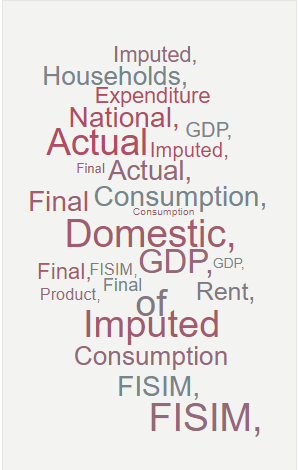 Imputed,
Households,
Expenditure
National,
GDP,
Actual
Imputed,
Final
Actual,
Final
Consumption,
Consumption
Domestic,
Final,
FISIM,
GDP,
GDP,
Product,
Final
of
Rent,
Imputed
Consumption
FISIM,
FISIM,